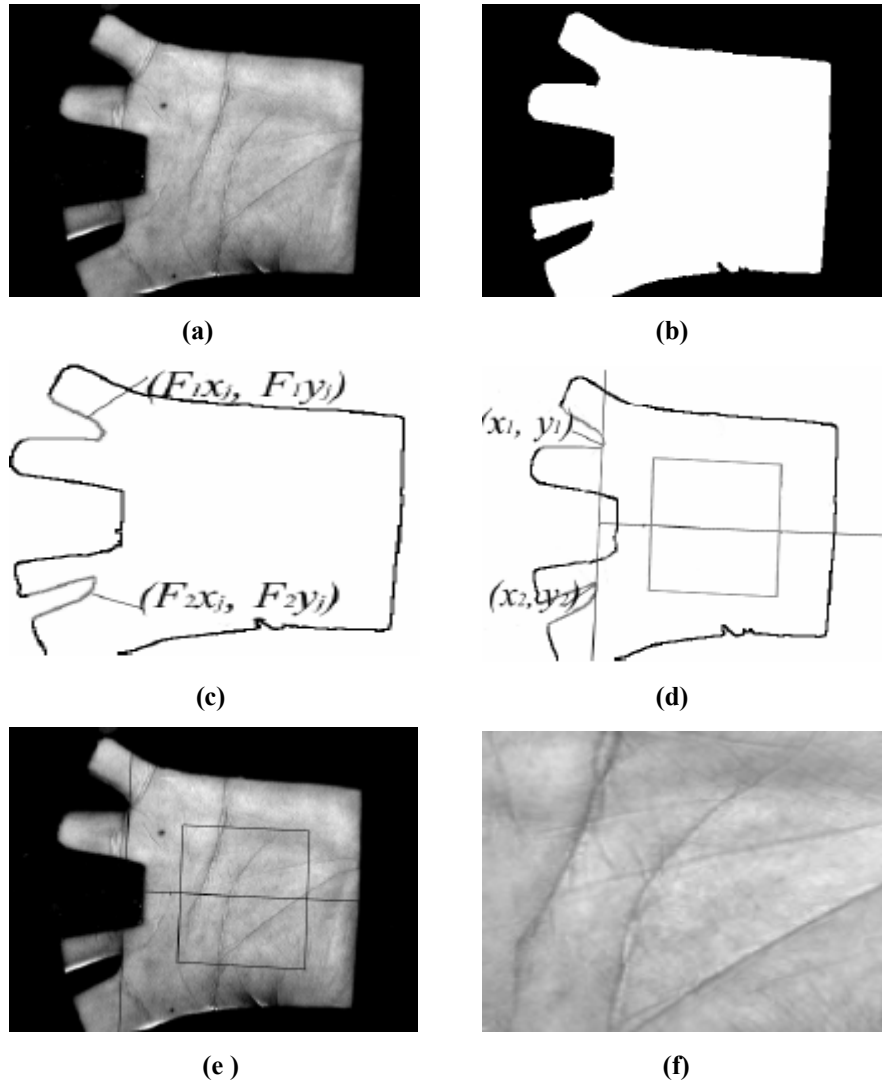 (a)
(b)
(F₁xⱼ, F₁yⱼ)
(F₂xⱼ, F₂yⱼ)
(x₁, y₁)
(x₂, y₂)
(c)
(d)
(e )
(f)